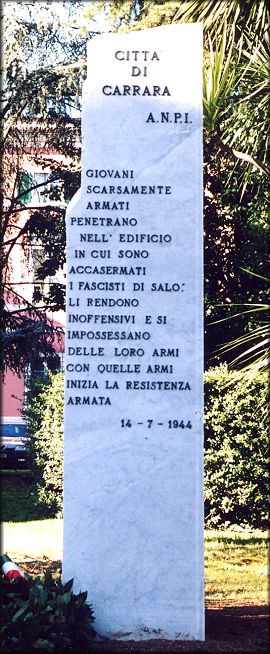 CITTA'
DI
CARRARA
A.N.P.I.
GIOVANI
SCARSAMENTE
ARMATI
PENETRANO
NELL' EDIFICIO
IN CUI SONO
ACCASERMATI
I FASCISTI DI SALO'.
LI RENDONO
INOFFENSIVI E SI
IMPOSSESSANO
DELLE LORO ARMI
CON QUELLE ARMI
INIZIA LA RESISTENZA
ARMATA
14-7-1944